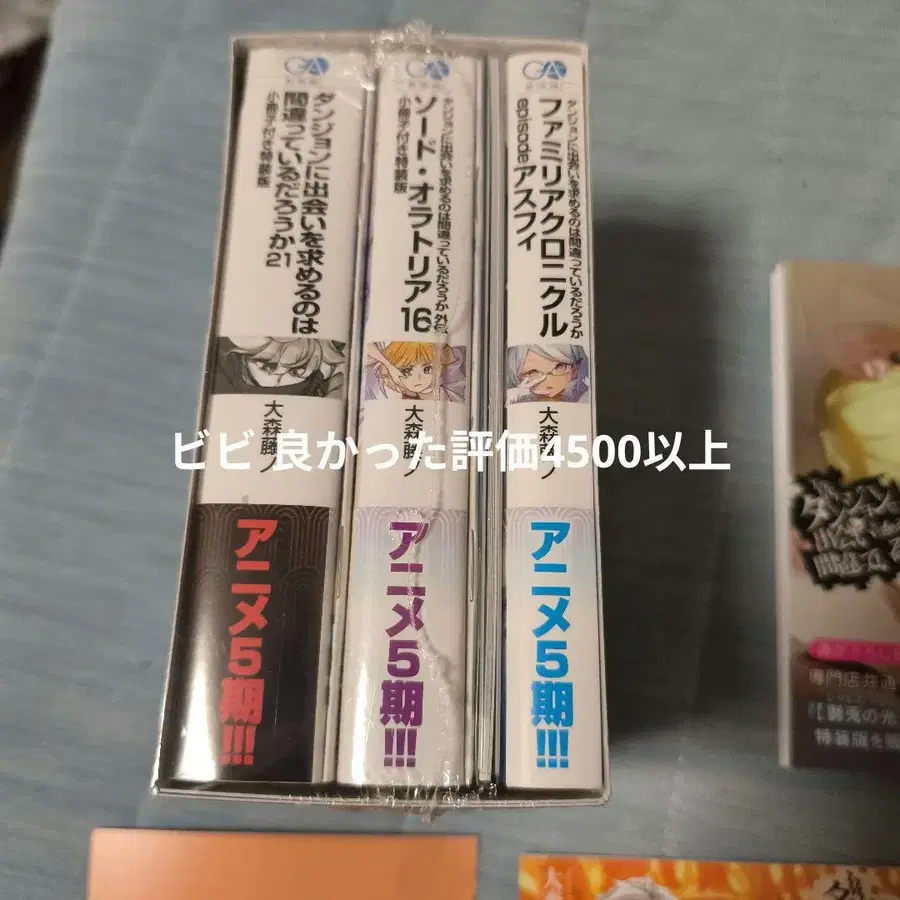 GA
ダンジョンに出会いを求めるのは
間違っているだろうか21
小冊子付き特装版
大森藤ノ
アニメ5期!!!
GA
ダンジョンに出会いを求めるのは間違っているだろうか 外伝
ソード・オラトリア16
小冊子付き特装版
大森藤ノ
アニメ5期!!!
GA
ダンジョンに出会いを求めるのは間違っているだろうか
ファミリアクロニクル
episodeアスフィ
大森藤ノ
アニメ5期!!!
ビビ 良かった評価4500以上
専門店共通
特装版を